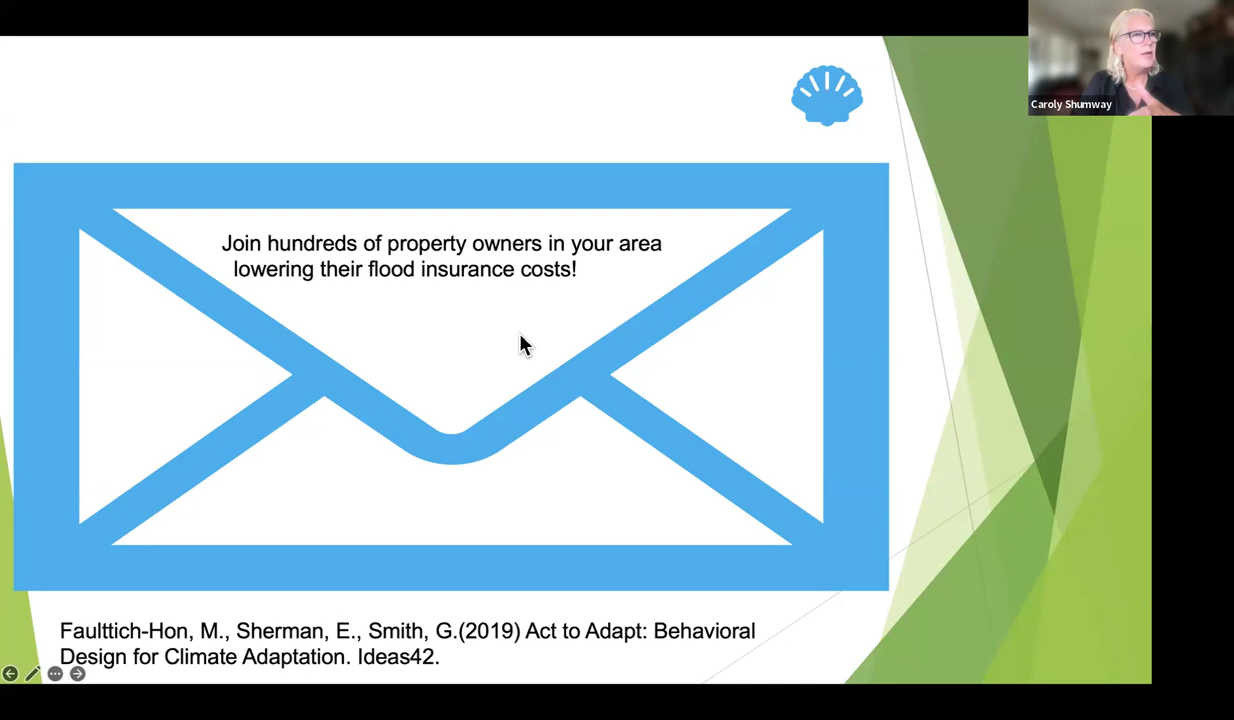 Caroly Shumway
Join hundreds of property owners in your area
lowering their flood insurance costs!
Faulttich-Hon, M., Sherman, E., Smith, G.(2019) Act to Adapt: Behavioral
Design for Climate Adaptation. Ideas42.